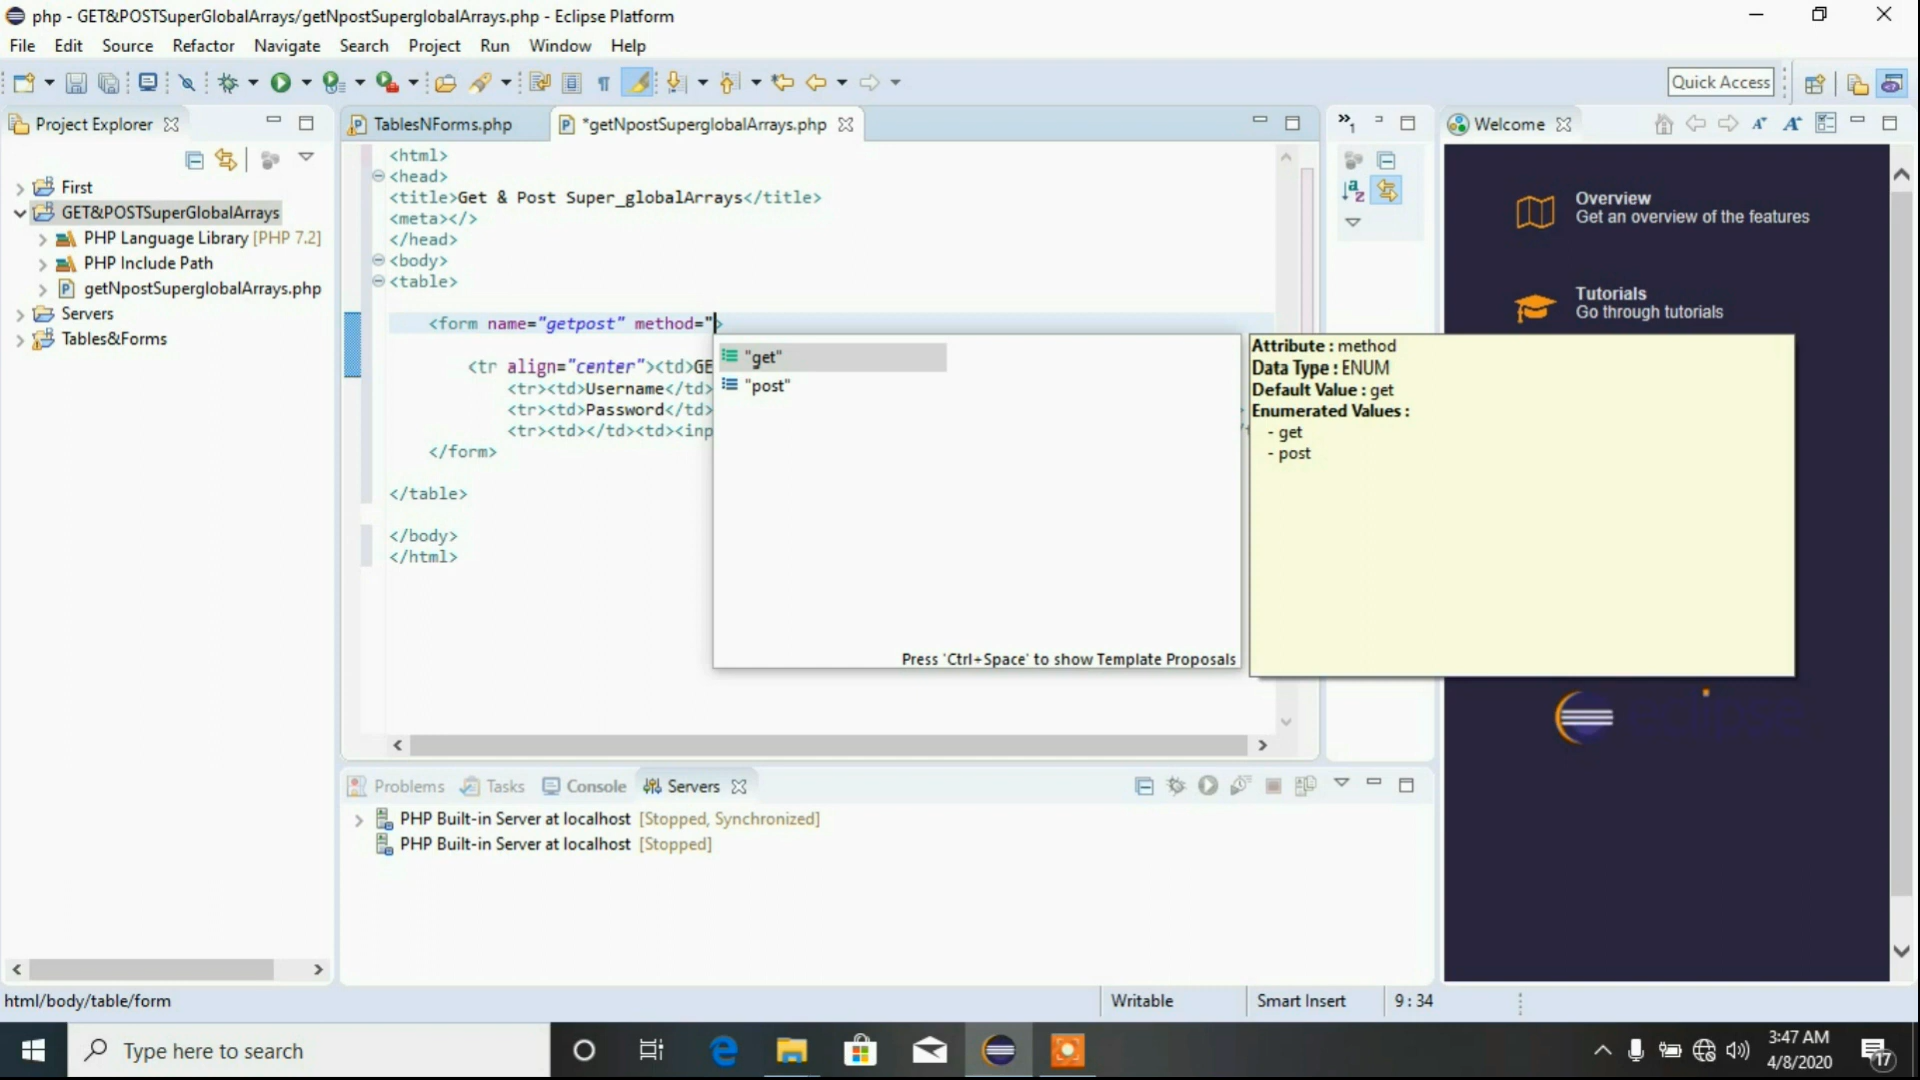 php - GET&POSTSuperGlobalArrays/getNpostSuperglobalArrays.php - Eclipse Platform
File Edit Source Refactor Navigate Search Project Run Window Help
Quick Access
Project Explorer
TablesNForms.php
*getNpostSuperglobalArrays.php
Welcome
First
GET&POSTSuperGlobalArrays
PHP Language Library [PHP 7.2]
PHP Include Path
getNpostSuperglobalArrays.php
Servers
Tables&Forms
<html>
<head>
<title>Get & Post Super_globalArrays</title>
<meta></>
</head>
<body>
<table>
<form name="getpost" method=">
<tr align="center"><td>GE
<tr><td>Username</td>
<tr><td>Password</td>
<tr><td></td><td><inp
</form>
</table>
</body>
</html>
"get"
"post"
Press 'Ctrl+Space' to show Template Proposals
Attribute : method
Data Type : ENUM
Default Value : get
Enumerated Values :
- get
- post
Overview
Get an overview of the features
Tutorials
Go through tutorials
eclipse
Problems Tasks Console Servers
PHP Built-in Server at localhost [Stopped, Synchronized]
PHP Built-in Server at localhost [Stopped]
html/body/table/form
Writable
Smart Insert
9 : 34
Type here to search
3:47 AM
4/8/2020
17